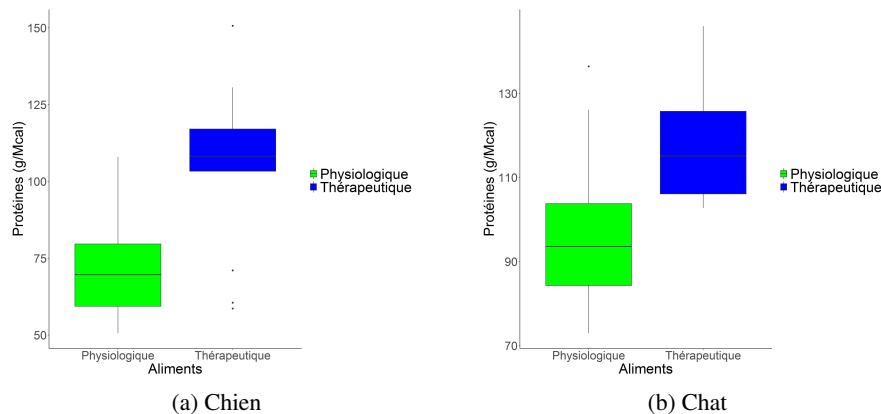 150
125
100
75
50
Protéines (g/Mcal)
Physiologique
Thérapeutique
Aliments
Physiologique
Thérapeutique
(a) Chien
130
110
90
70
Protéines (g/Mcal)
Physiologique
Thérapeutique
Aliments
Physiologique
Thérapeutique
(b) Chat